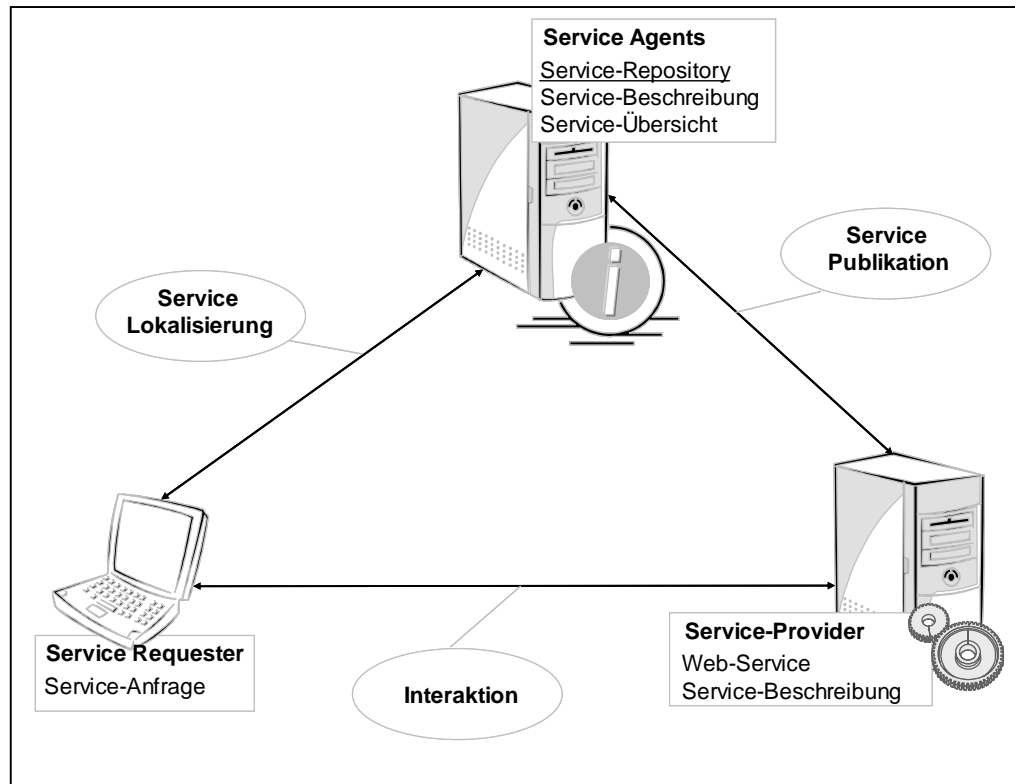 Service Agents
Service-Repository
Service-Beschreibung
Service-Übersicht
Service
Publikation
Service
Lokalisierung
Service Requester
Service-Anfrage
Interaktion
Service-Provider
Web-Service
Service-Beschreibung